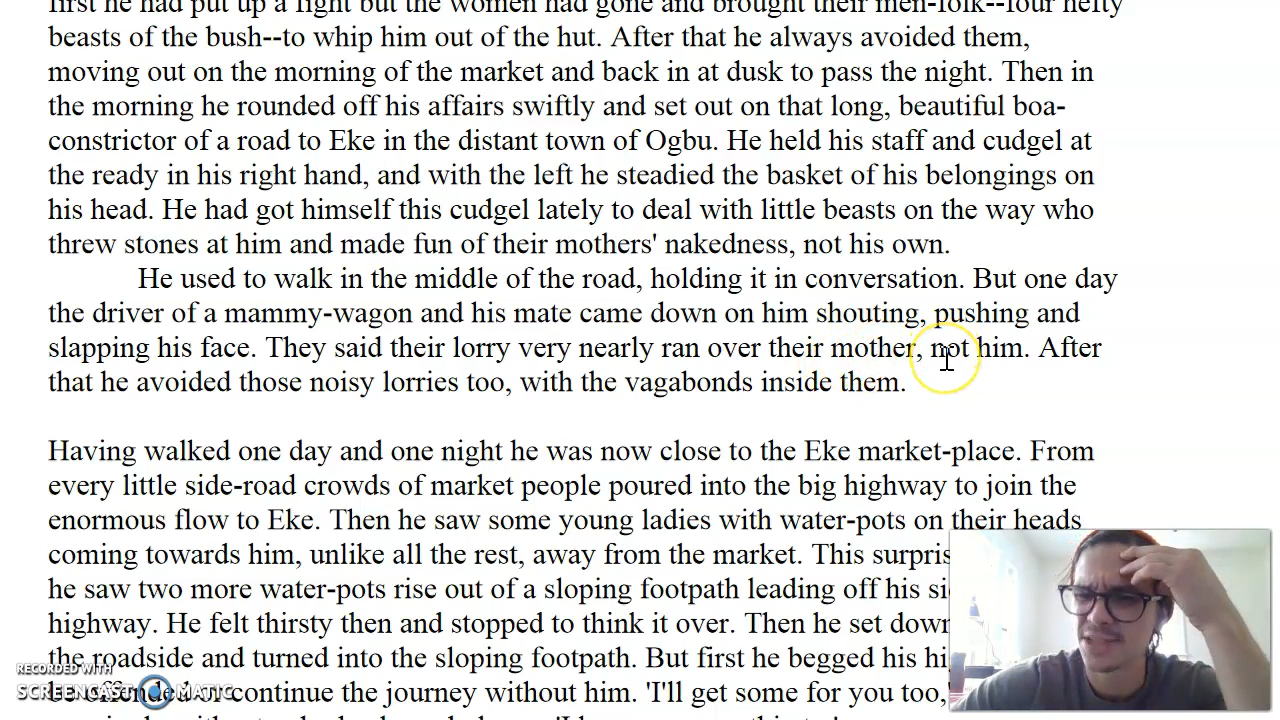 first he had put up a fight but the women had gone and brought their men-folk--four hefty
beasts of the bush--to whip him out of the hut. After that he always avoided them,
moving out on the morning of the market and back in at dusk to pass the night. Then in
the morning he rounded off his affairs swiftly and set out on that long, beautiful boa-
constrictor of a road to Eke in the distant town of Ogbu. He held his staff and cudgel at
the ready in his right hand, and with the left he steadied the basket of his belongings on
his head. He had got himself this cudgel lately to deal with little beasts on the way who
threw stones at him and made fun of their mothers' nakedness, not his own.
He used to walk in the middle of the road, holding it in conversation. But one day
the driver of a mammy-wagon and his mate came down on him shouting, pushing and
slapping his face. They said their lorry very nearly ran over their mother, not him. After
that he avoided those noisy lorries too, with the vagabonds inside them.
Having walked one day and one night he was now close to the Eke market-place. From
every little side-road crowds of market people poured into the big highway to join the
enormous flow to Eke. Then he saw some young ladies with water-pots on their heads
coming towards him, unlike all the rest, away from the market. This surpris
he saw two more water-pots rise out of a sloping footpath leading off his si
highway. He felt thirsty then and stopped to think it over. Then he set down
the roadside and turned into the sloping footpath. But first he begged his hi
be offended or continue the journey without him. 'I'll get some for you too,'
RECORDED WITH
SCREENCAST MATIC